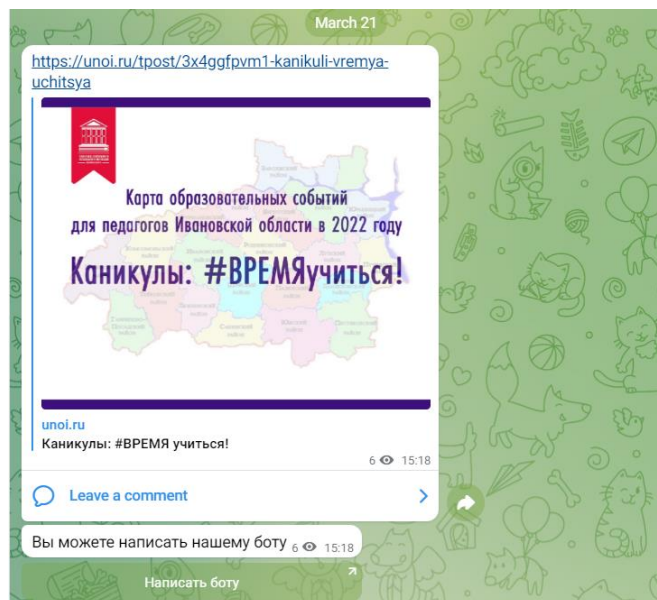 March 21
https://unoi.ru/tpost/3x4ggfpvm1-kanikuli-vremya-
uchitsya
Карта образовательных событий
для педагогов Ивановской области в 2022 году
Каникулы: #ВРЕМЯучиться!
unoi.ru
Каникулы: #ВРЕМЯ учиться!
6 15:18
Leave a comment
Вы можете написать нашему боту 6 15:18
Написать боту